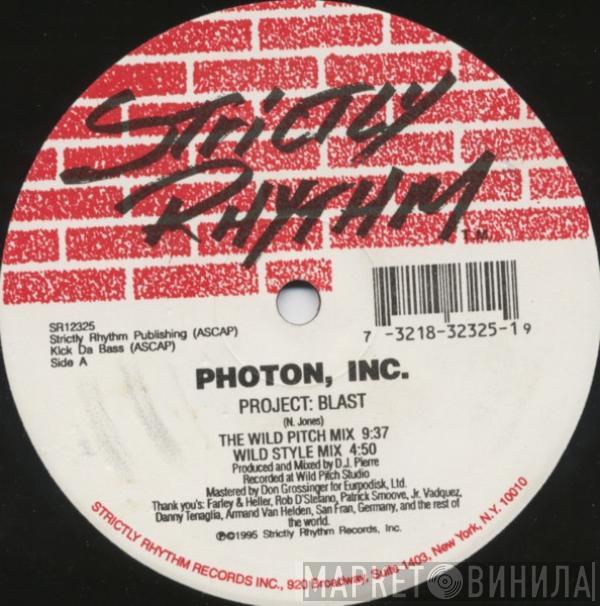 STRICTLY
RHYTHM
T.M.
SR12325
Strictly Rhythm Publishing (ASCAP)
Kick Da Bass (ASCAP)
Side A
7 -3218-32325-1 9
PHOTON, INC.
PROJECT: BLAST
(N. Jones)
THE WILD PITCH MIX 9:37
WILD STYLE MIX 4:50
Produced and Mixed by D.J. Pierre
Recorded at Wild Pitch Studio
Mastered by Don Grossinger for Europdisk, Ltd.
Thank you's: Farley & Heller, Rob D'Stefano, Patrick Smoove, Jr. Vadquez,
Danny Tenaglia, Armand Van Helden, San Fran, Germany, and the rest of
the world.
℗©1995 Strictly Rhythm Records, Inc.
STRICTLY RHYTHM RECORDS INC., 920 Broadway, Suite 1403, New York, N.Y. 10010
МАРКЕТ ВИНИЛА